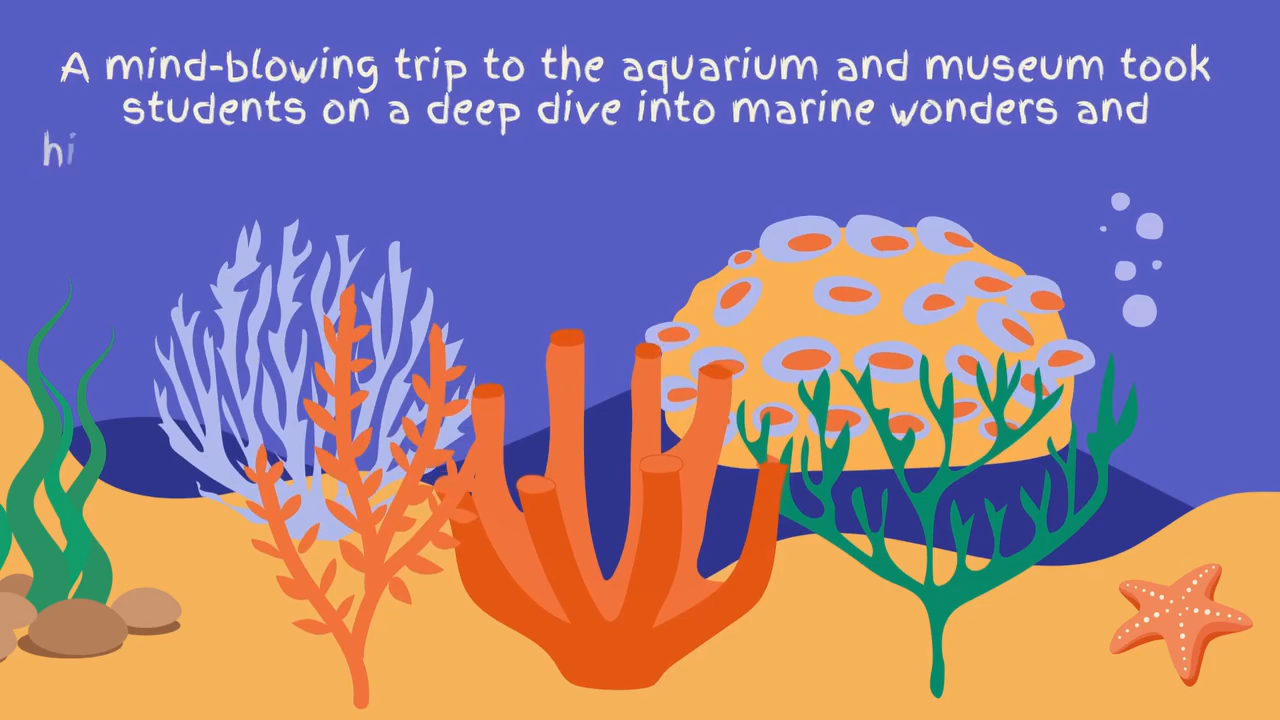 A mind-blowing trip to the aquarium and museum took
students on a deep dive into marine wonders and
hi